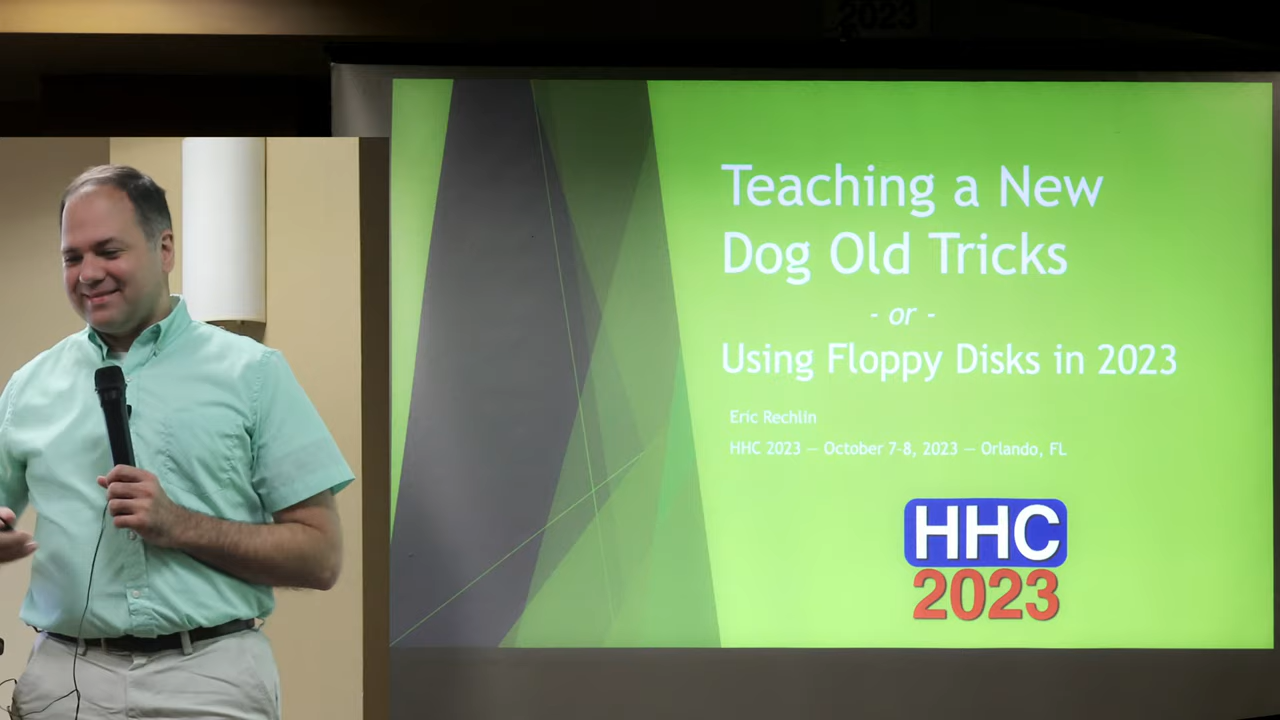 2023
Teaching a New
Dog Old Tricks
- or -
Using Floppy Disks in 2023
Eric Rechlin
HHC 2023 — October 7-8, 2023 — Orlando, FL
HHC
2023